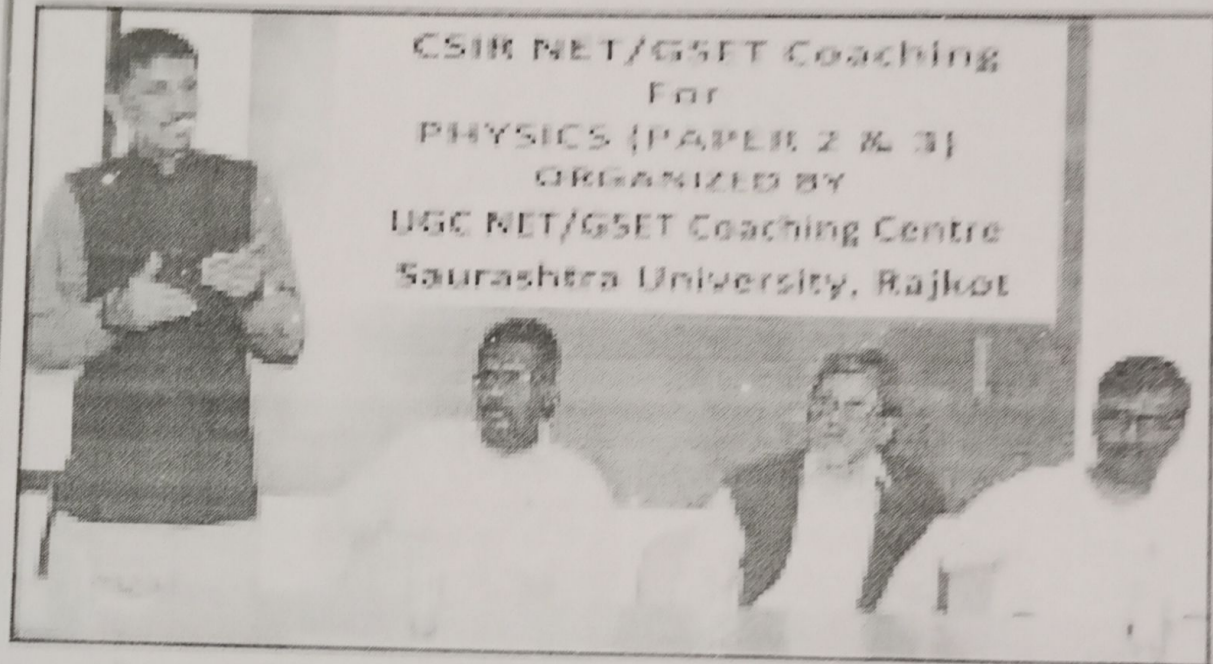 CSIR NET/GSET Coaching
For
PHYSICS (PAPER 2 & 3)
ORGANIZED BY
UGC NET/GSET Coaching Centre
Saurashtra University, Rajkot